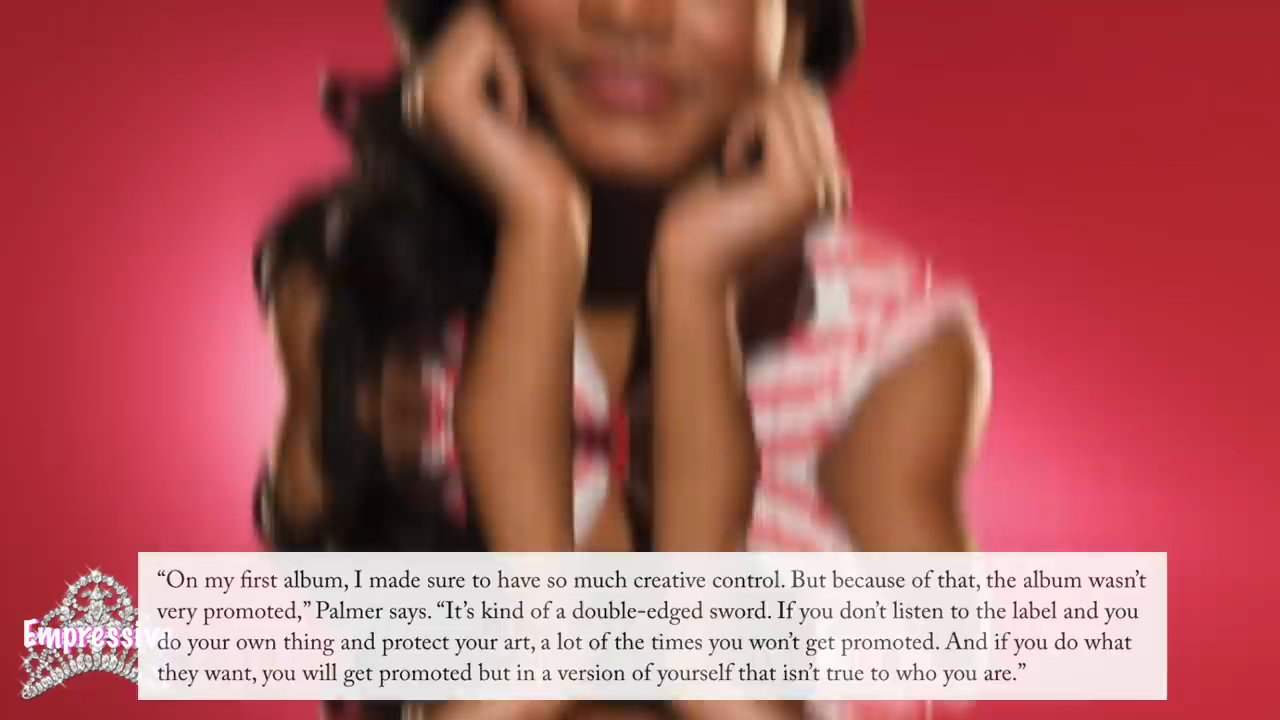 “On my first album, I made sure to have so much creative control. But because of that, the album wasn’t
very promoted,” Palmer says. “It’s kind of a double-edged sword. If you don’t listen to the label and you
do your own thing and protect your art, a lot of the times you won’t get promoted. And if you do what
they want, you will get promoted but in a version of yourself that isn’t true to who you are.”
Empressive